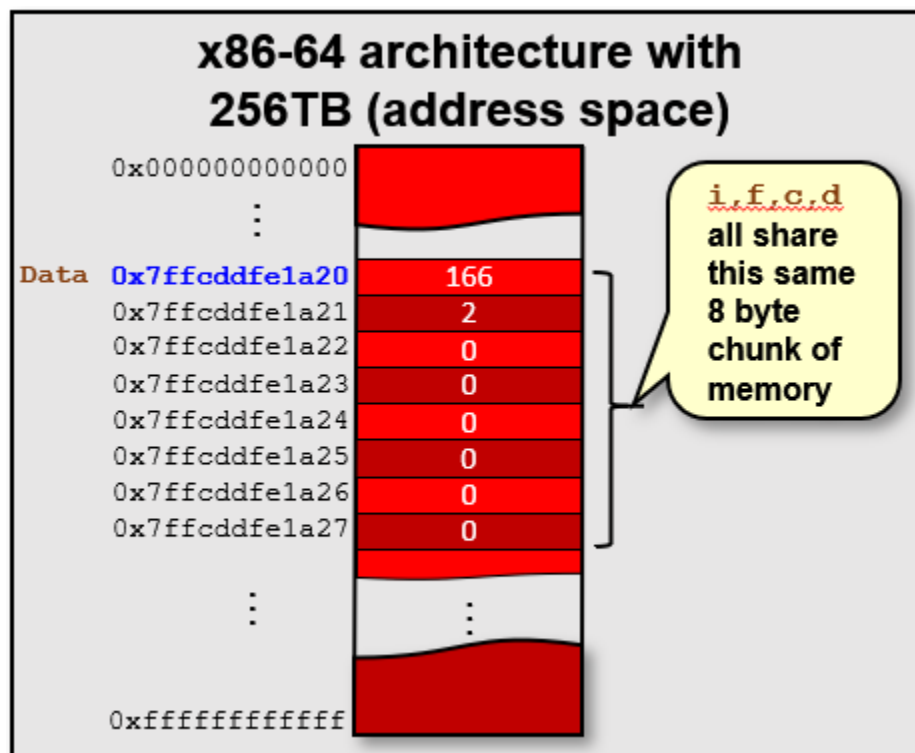 x86-64 architecture with
256TB (address space)
0x000000000000
⋮
Data 0x7ffcddfe1a20 166
0x7ffcddfe1a21 2
0x7ffcddfe1a22 0
0x7ffcddfe1a23 0
0x7ffcddfe1a24 0
0x7ffcddfe1a25 0
0x7ffcddfe1a26 0
0x7ffcddfe1a27 0
⋮ ⋮
0xffffffffffff
i,f,c,d
all share
this same
8 byte
chunk of
memory